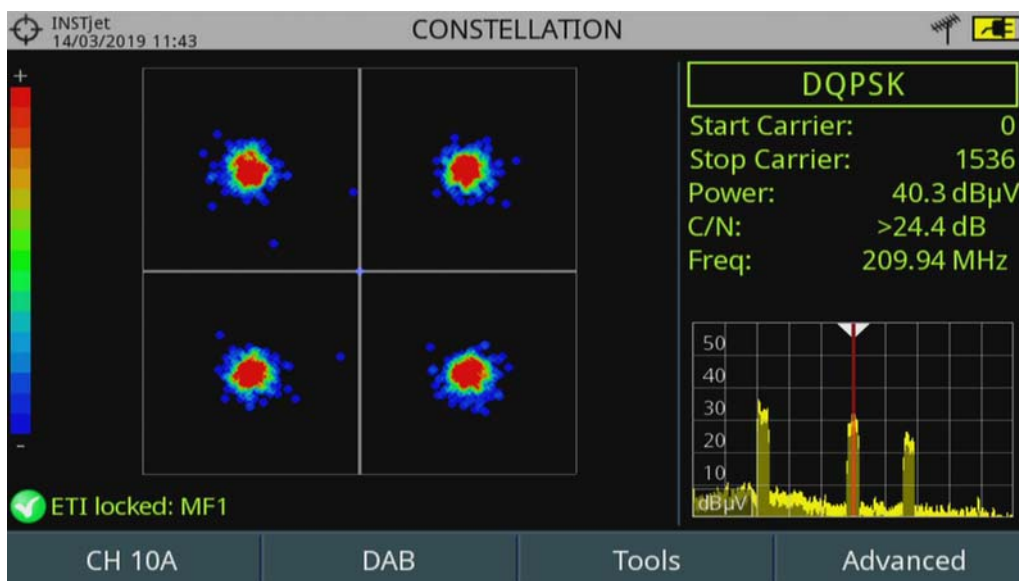 INSTjet
14/03/2019 11:43
CONSTELLATION
+
-
DQPSK
Start Carrier: 0
Stop Carrier: 1536
Power: 40.3 dBµV
C/N: >24.4 dB
Freq: 209.94 MHz
50
40
30
20
10
dBµV
ETI locked: MF1
CH 10A DAB Tools Advanced